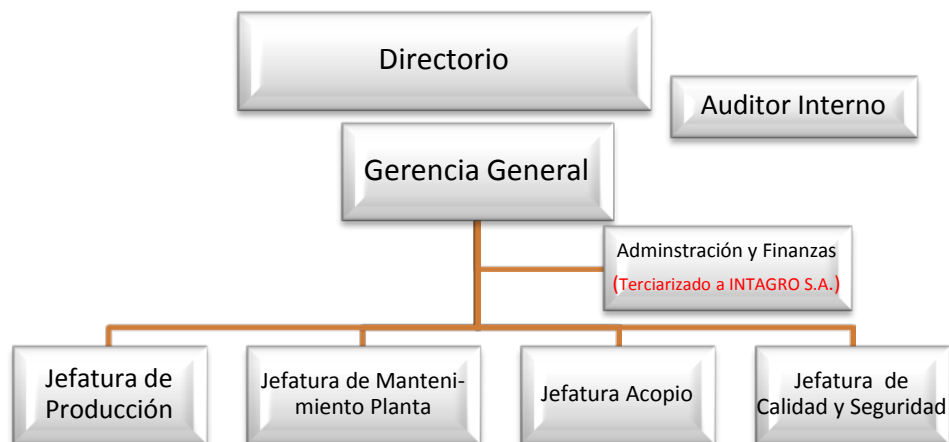 Directorio
Auditor Interno
Gerencia General
Adminstración y Finanzas
(Terciarizado a INTAGRO S.A.)
Jefatura de
Producción
Jefatura de Manteni-
miento Planta
Jefatura Acopio
Jefatura de
Calidad y Seguridad